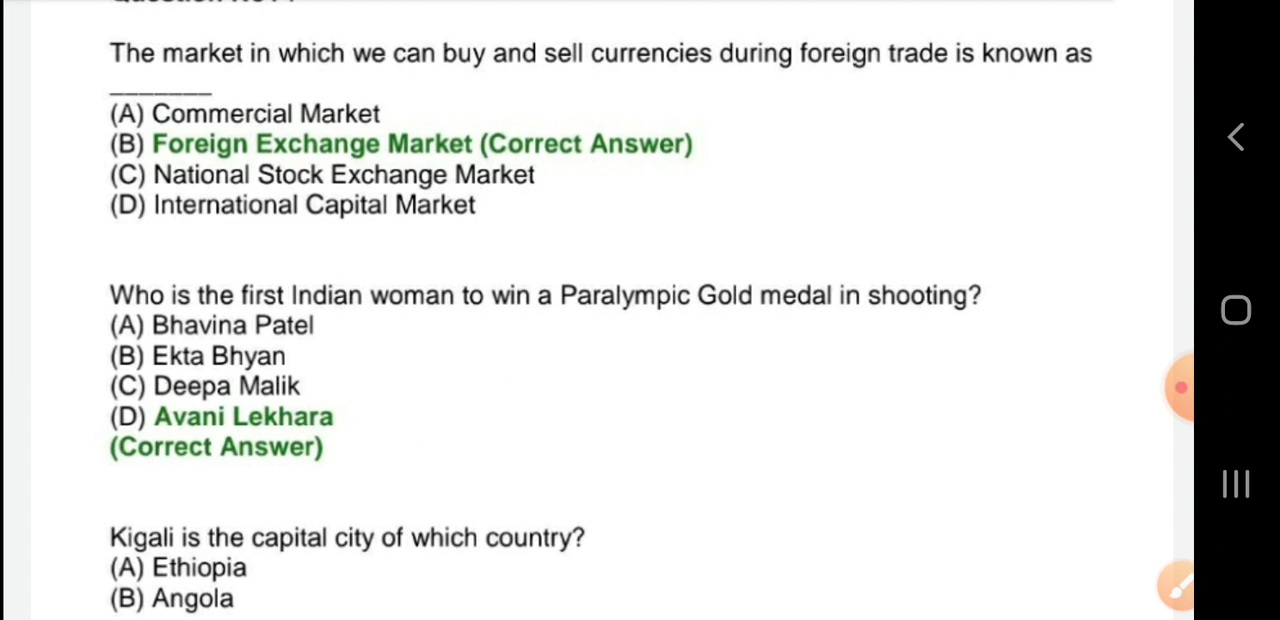 The market in which we can buy and sell currencies during foreign trade is known as
_______
(A) Commercial Market
(B) Foreign Exchange Market (Correct Answer)
(C) National Stock Exchange Market
(D) International Capital Market
Who is the first Indian woman to win a Paralympic Gold medal in shooting?
(A) Bhavina Patel
(B) Ekta Bhyan
(C) Deepa Malik
(D) Avani Lekhara
(Correct Answer)
Kigali is the capital city of which country?
(A) Ethiopia
(B) Angola